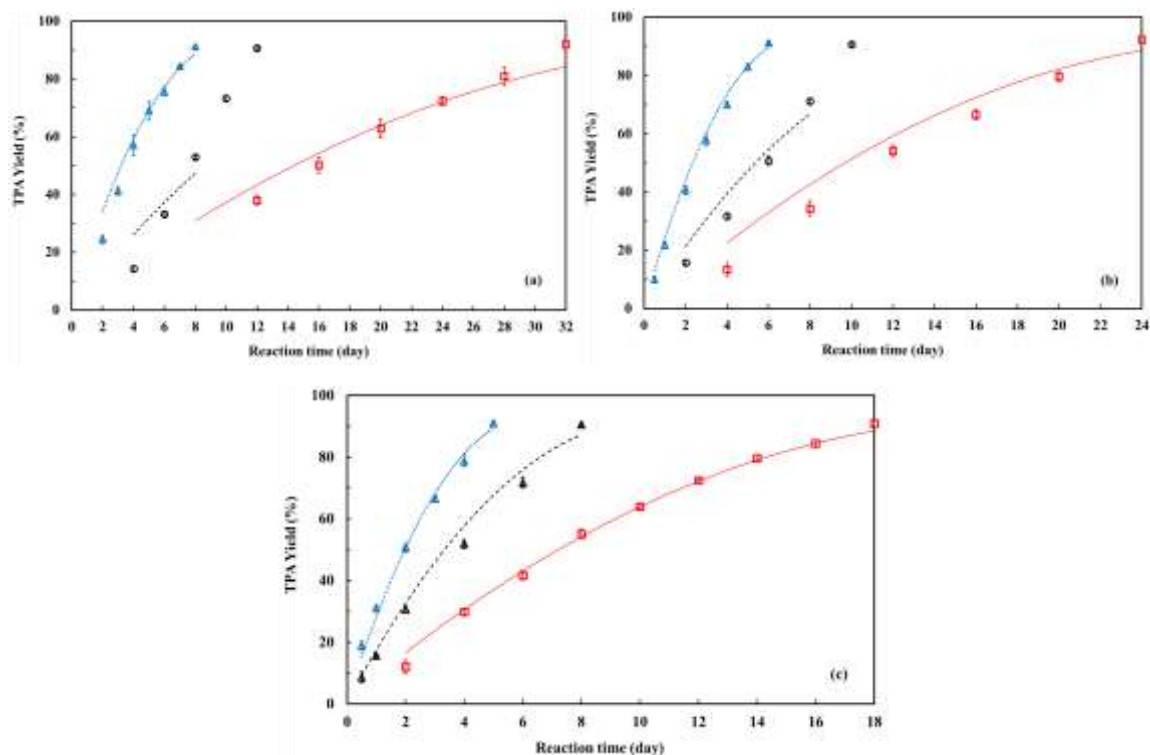 100
80
60
40
20
0
TPA Yield (%)
(a)
0 2 4 6 8 10 12 14 16 18 20 22 24 26 28 30 32
Reaction time (day)
100
80
60
40
20
0
TPA Yield (%)
(b)
0 2 4 6 8 10 12 14 16 18 20 22 24
Reaction time (day)
100
80
60
40
20
0
TPA Yield (%)
(c)
0 2 4 6 8 10 12 14 16 18
Reaction time (day)